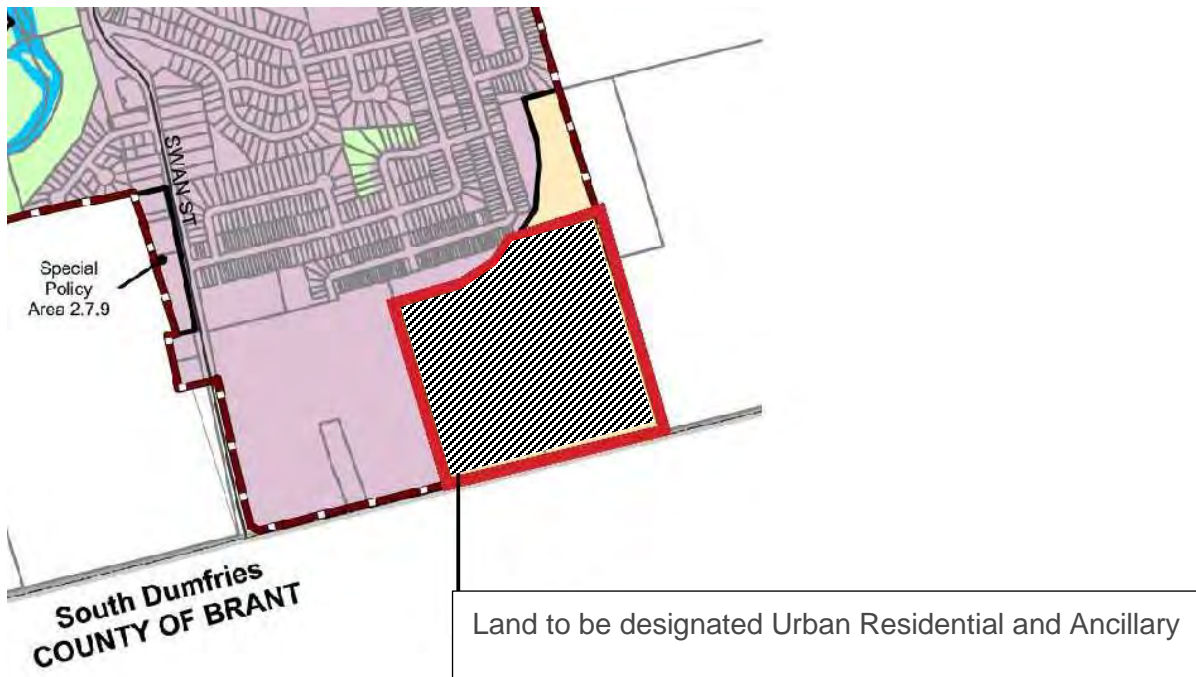 SWAN ST
Special
Policy
Area 2.7.9
South Dumfries
COUNTY OF BRANT
Land to be designated Urban Residential and Ancillary